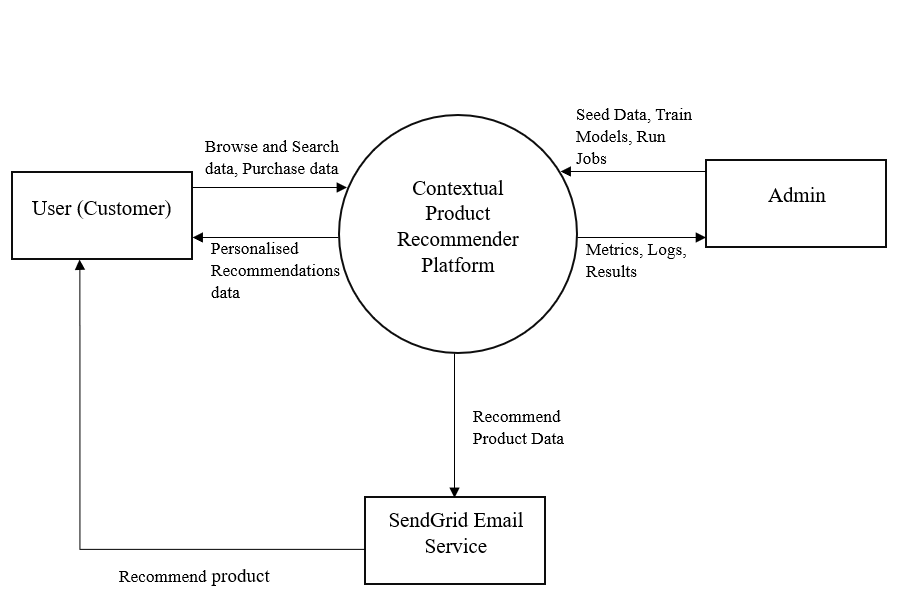 Seed Data, Train
Models, Run
Jobs
Browse and Search
data, Purchase data
Contextual
Product
Recommender
Platform
User (Customer)
Admin
Personalised
Recommendations
data
Metrics, Logs,
Results
Recommend
Product Data
SendGrid Email
Service
Recommend product